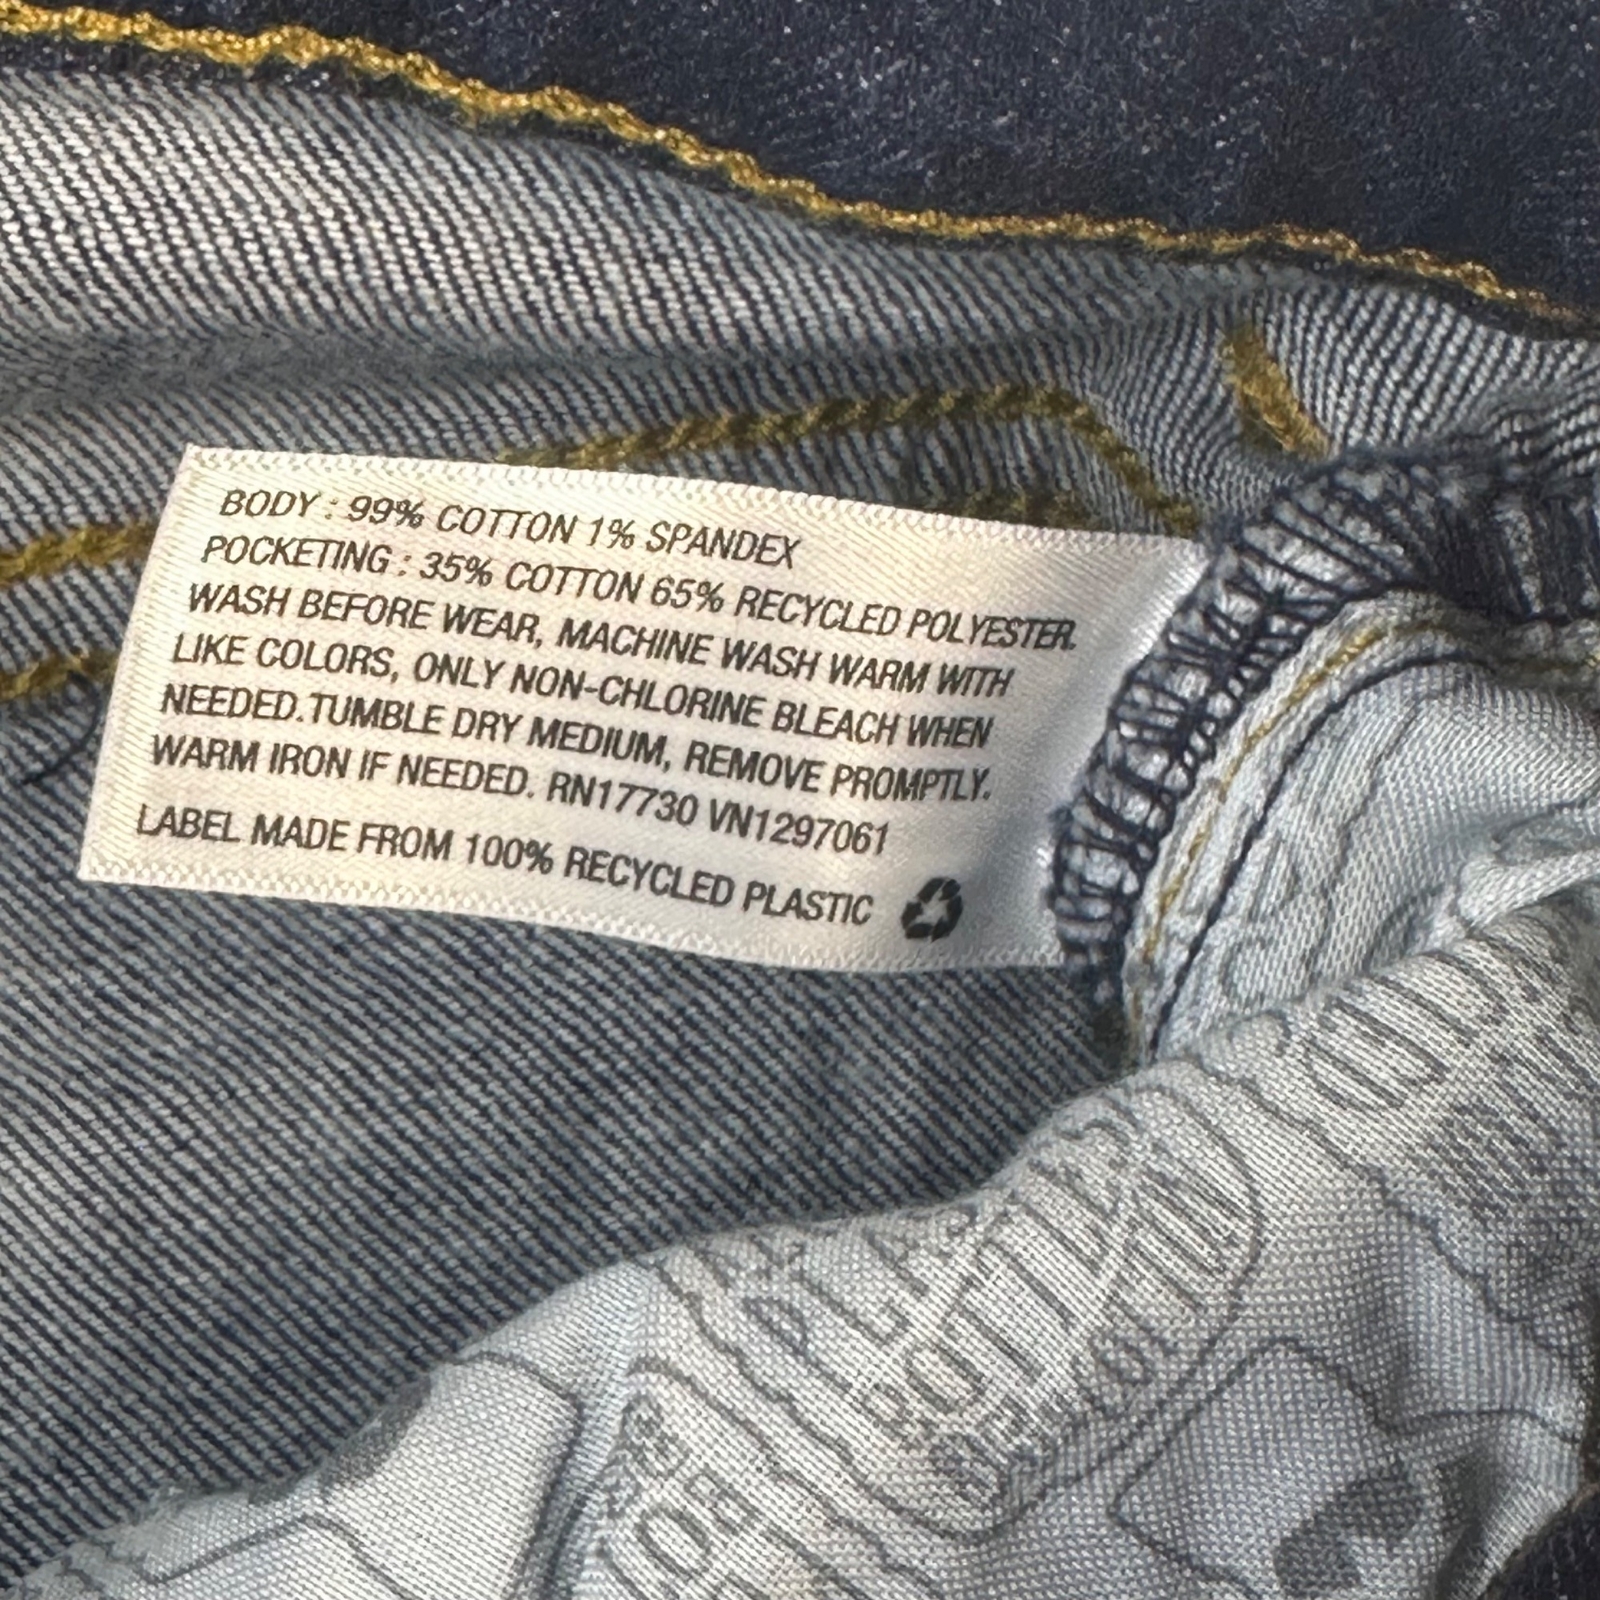 BODY : 99% COTTON 1% SPANDEX
POCKETING : 35% COTTON 65% RECYCLED POLYESTER.
WASH BEFORE WEAR, MACHINE WASH WARM WITH
LIKE COLORS, ONLY NON-CHLORINE BLEACH WHEN
NEEDED.TUMBLE DRY MEDIUM, REMOVE PROMPTLY.
WARM IRON IF NEEDED. RN17730 VN1297061
LABEL MADE FROM 100% RECYCLED PLASTIC